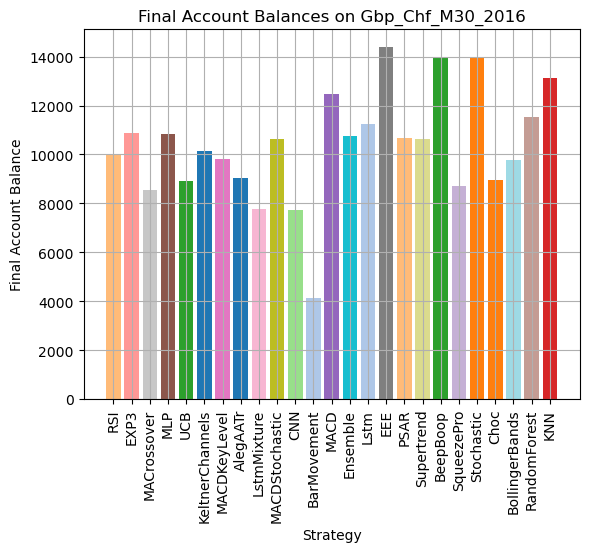 Final Account Balances on Gbp_Chf_M30_2016
Final Account Balance
14000
12000
10000
8000
6000
4000
2000
0
RSI
EXP3
MACrossover
MLP
UCB
KeltnerChannels
MACDKeyLevel
AlegAATr
LstmMixture
MACDStochastic
CNN
BarMovement
MACD
Ensemble
Lstm
EEE
PSAR
Supertrend
BeepBoop
SqueezePro
Stochastic
Choc
BollingerBands
RandomForest
KNN
Strategy